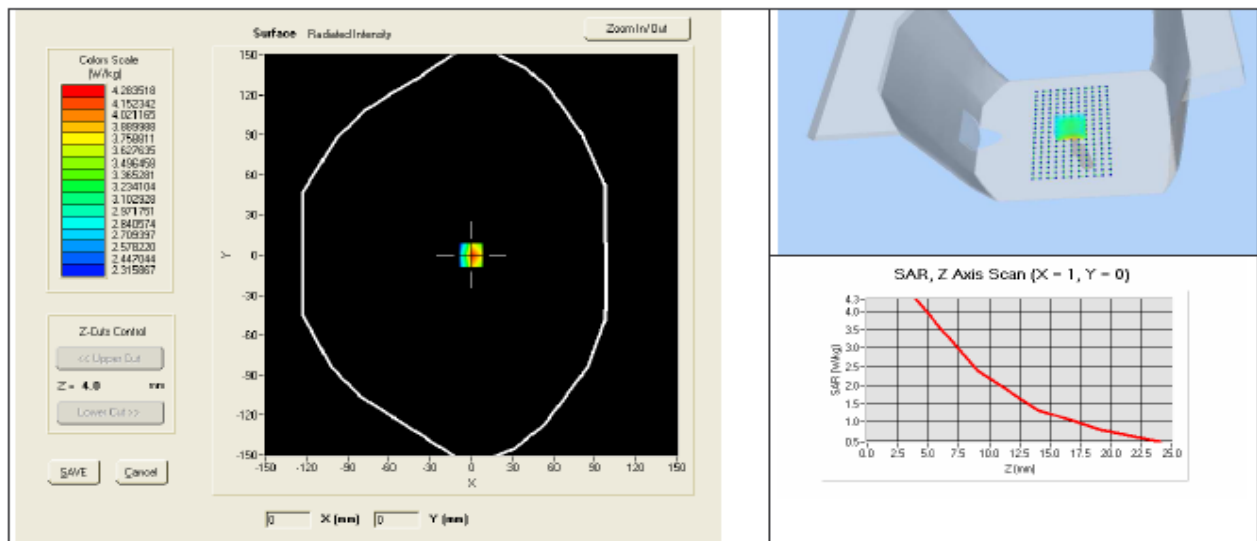 Surface Radiated Intensity
Zoom In/Out
Colors Scale
(W/kg)
4.283518
4.152342
4.021165
3.889988
3.758811
3.627635
3.496458
3.365281
3.234104
3.102928
2.971751
2.840574
2.709397
2.578220
2.447044
2.315867
Z-Cuts Control
<< Upper Cut
Z = 4.0 mm
Lower Cut >>
SAVE Cancel
Y
150
120
90
60
30
0
-30
-60
-90
-120
-150
-150 -120 -90 -60 -30 0 30 60 90 120 150
X
0 X (mm) 0 Y (mm)
SAR, Z Axis Scan (X = 1, Y = 0)
SAR (W/kg)
4.3
4.0
3.5
3.0
2.5
2.0
1.5
1.0
0.5
0.0 2.5 5.0 7.5 10.0 12.5 15.0 17.5 20.0 22.5 25.0
Z (mm)